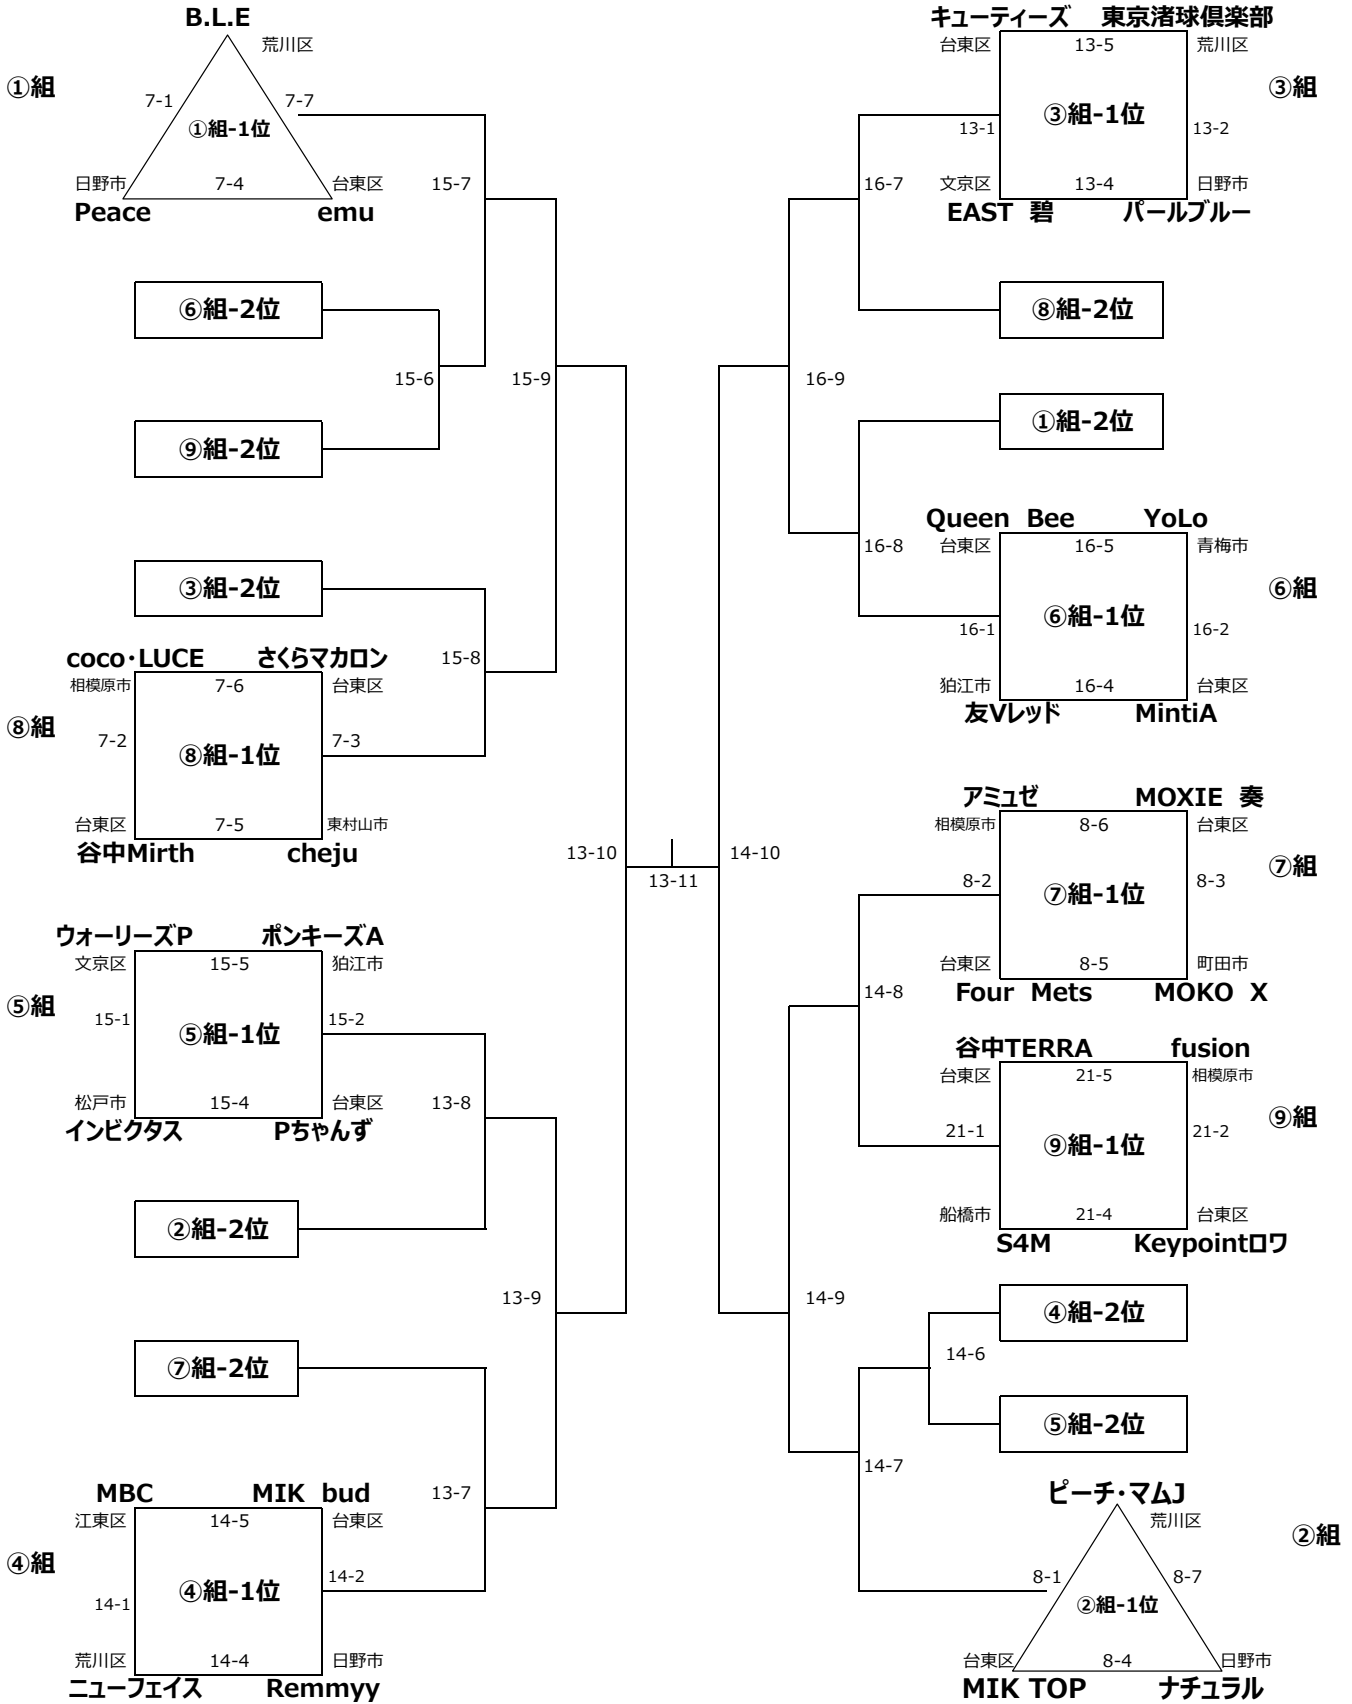 B.L.E
荒川区
①組
7-1
7-7
①組-1位
日野市
7-4
台東区
Peace
emu
15-7
⑥組-2位
15-6
15-9
⑨組-2位
③組-2位
coco・LUCE
さくらマカロン
15-8
相模原市
7-6
台東区
⑧組
7-2
⑧組-1位
7-3
台東区
7-5
東村山市
谷中Mirth
cheju
13-10
ウォーリーズP
ポンキーズA
文京区
15-5
狛江市
⑤組
15-1
⑤組-1位
15-2
松戸市
15-4
台東区
13-8
インビクタス
Pちゃんず
②組-2位
13-9
⑦組-2位
MBC
MIK bud
13-7
江東区
14-5
台東区
④組
14-1
④組-1位
14-2
荒川区
14-4
日野市
ニューフェイス
Remmyy
13-11
キューティーズ
東京渚球倶楽部
台東区
13-5
荒川区
③組
13-1
③組-1位
13-2
16-7
文京区
13-4
日野市
EAST 碧
パールブルー
⑧組-2位
16-9
①組-2位
Queen Bee
YoLo
16-8
台東区
16-5
青梅市
⑥組
16-1
⑥組-1位
16-2
狛江市
16-4
台東区
友Vレッド
MintiA
アミュゼ
MOXIE 奏
相模原市
8-6
台東区
14-10
⑦組
8-2
⑦組-1位
8-3
台東区
8-5
町田市
14-8
Four Mets
MOKO X
谷中TERRA
fusion
台東区
21-5
相模原市
⑨組
21-1
⑨組-1位
21-2
船橋市
21-4
台東区
S4M
Keypointロワ
14-9
④組-2位
14-6
⑤組-2位
14-7
ピーチ・マムJ
荒川区
②組
8-1
8-7
②組-1位
台東区
8-4
日野市
MIK TOP
ナチュラル